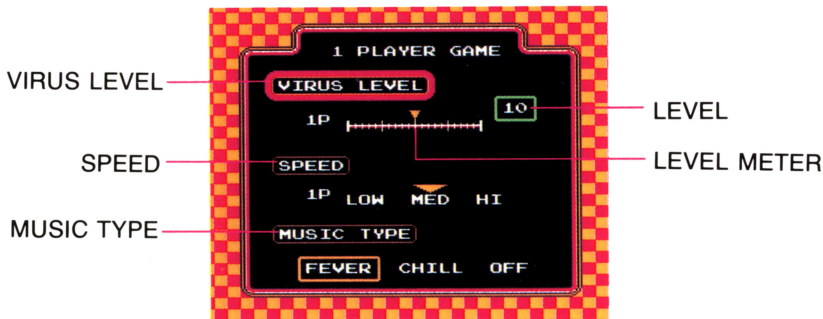 1 PLAYER GAME
VIRUS LEVEL
VIRUS LEVEL
10
LEVEL
1P
SPEED
SPEED
LEVEL METER
1P LOW MED HI
MUSIC TYPE
MUSIC TYPE
FEVER CHILL OFF